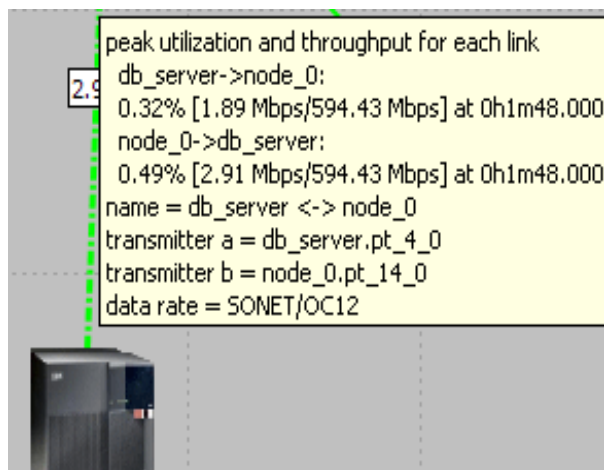 peak utilization and throughput for each link
db_server->node_0:
0.32% [1.89 Mbps/594.43 Mbps] at 0h1m48.000
node_0->db_server:
0.49% [2.91 Mbps/594.43 Mbps] at 0h1m48.000
name = db_server <-> node_0
transmitter a = db_server.pt_4_0
transmitter b = node_0.pt_14_0
data rate = SONET/OC12